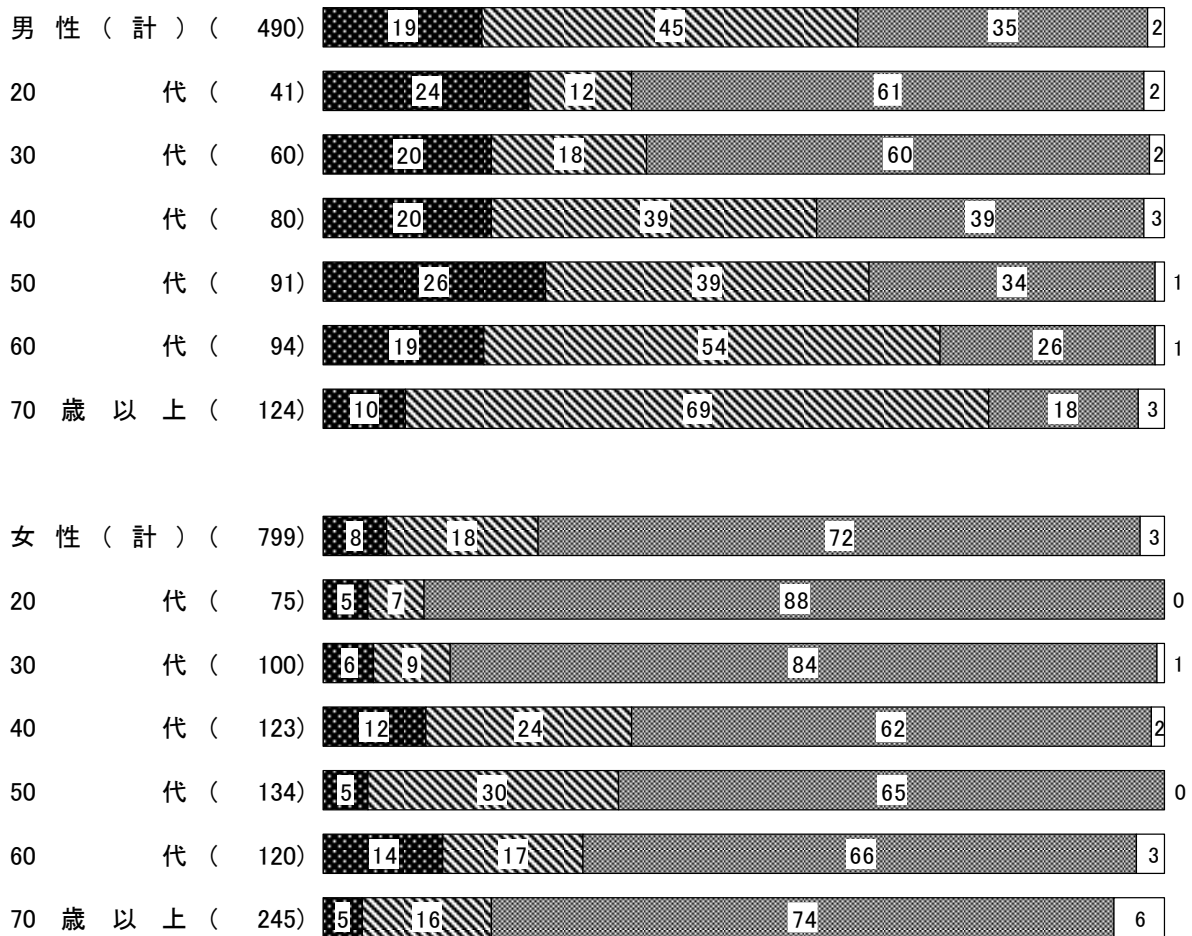 男性(計)( 490) 19 45 35 2
20 代( 41) 24 12 61 2
30 代( 60) 20 18 60 2
40 代( 80) 20 39 39 3
50 代( 91) 26 39 34 1
60 代( 94) 19 54 26 1
70 歳以上( 124) 10 69 18 3
女性(計)( 799) 8 18 72 3
20 代( 75) 5 7 88 0
30 代( 100) 6 9 84 1
40 代( 123) 12 24 62 2
50 代( 134) 5 30 65 0
60 代( 120) 14 17 66 3
70 歳以上( 245) 5 16 74 6